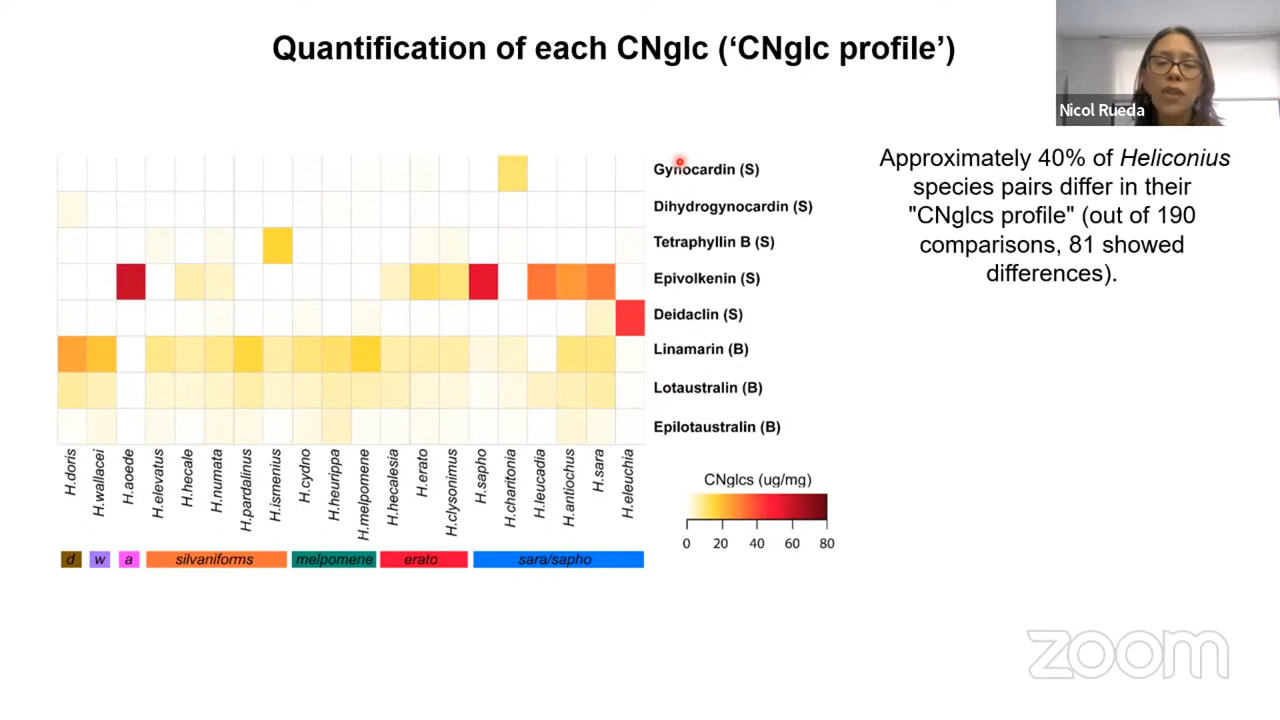 Quantification of each CNglc (‘CNglc profile’)
Nicol Rueda
Approximately 40% of Heliconius
species pairs differ in their
"CNglcs profile" (out of 190
comparisons, 81 showed
differences).
Gynocardin (S)
Dihydrogynocardin (S)
Tetraphyllin B (S)
Epivolkenin (S)
Deidaclin (S)
Linamarin (B)
Lotaustralin (B)
Epilotaustralin (B)
H.doris
H.wallacei
H.aoede
H.elevatus
H.hecale
H.numata
H.pardalinus
H.ismenius
H.cydno
H.heurippa
H.melpomene
H.hecalesia
H.erato
H.clysonimus
H.sapho
H.charitonia
H.leucadia
H.antiochus
H.sara
H.eleuchia
d w a silvaniforms melpomene erato sara/sapho
CNglcs (ug/mg)
0 20 40 60 80
zoom